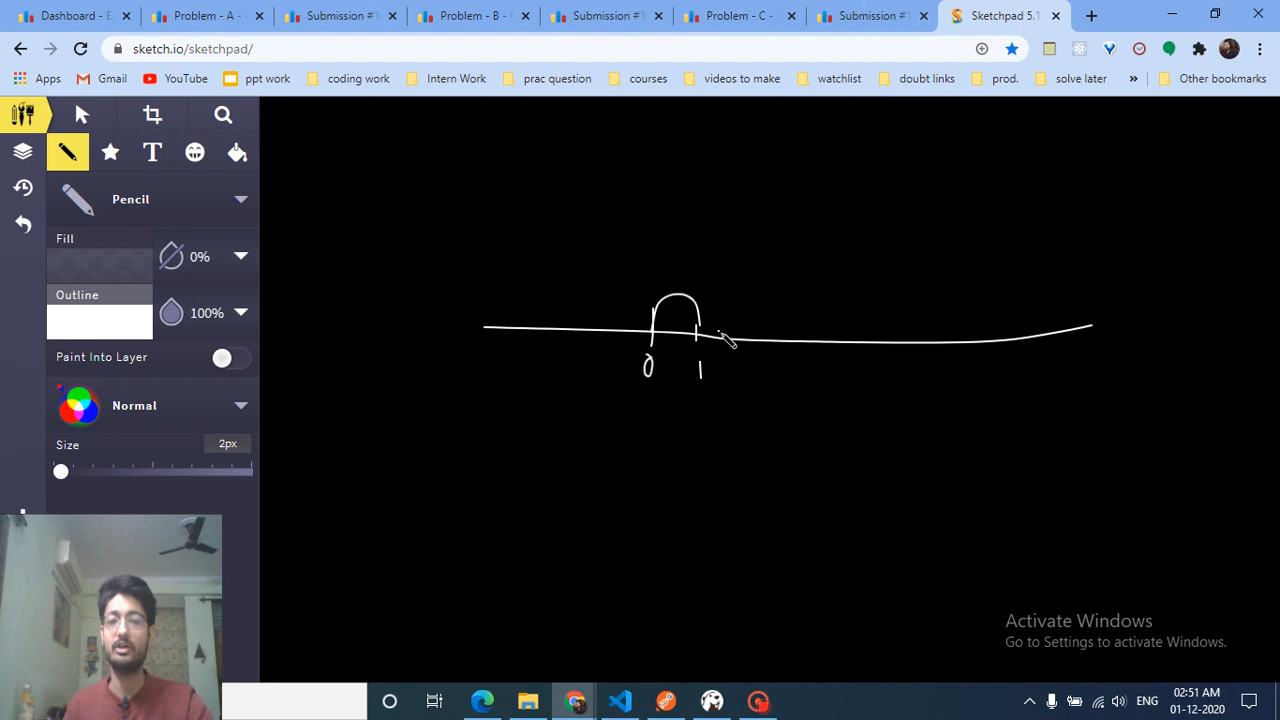 Dashboard - E
Problem - A - C
Submission #1
Problem - B - C
Submission #
Problem - C - C
Submission #
Sketchpad 5.1
sketch.io/sketchpad/
Apps
Gmail
YouTube
ppt work
coding work
Intern Work
prac question
courses
videos to make
watchlist
doubt links
prod.
solve later
»
Other bookmarks
T
Pencil
Fill
0%
Outline
100%
Paint Into Layer
Normal
Size
2px
0 1
Activate Windows
Go to Settings to activate Windows.
ENG
02:51 AM
01-12-2020